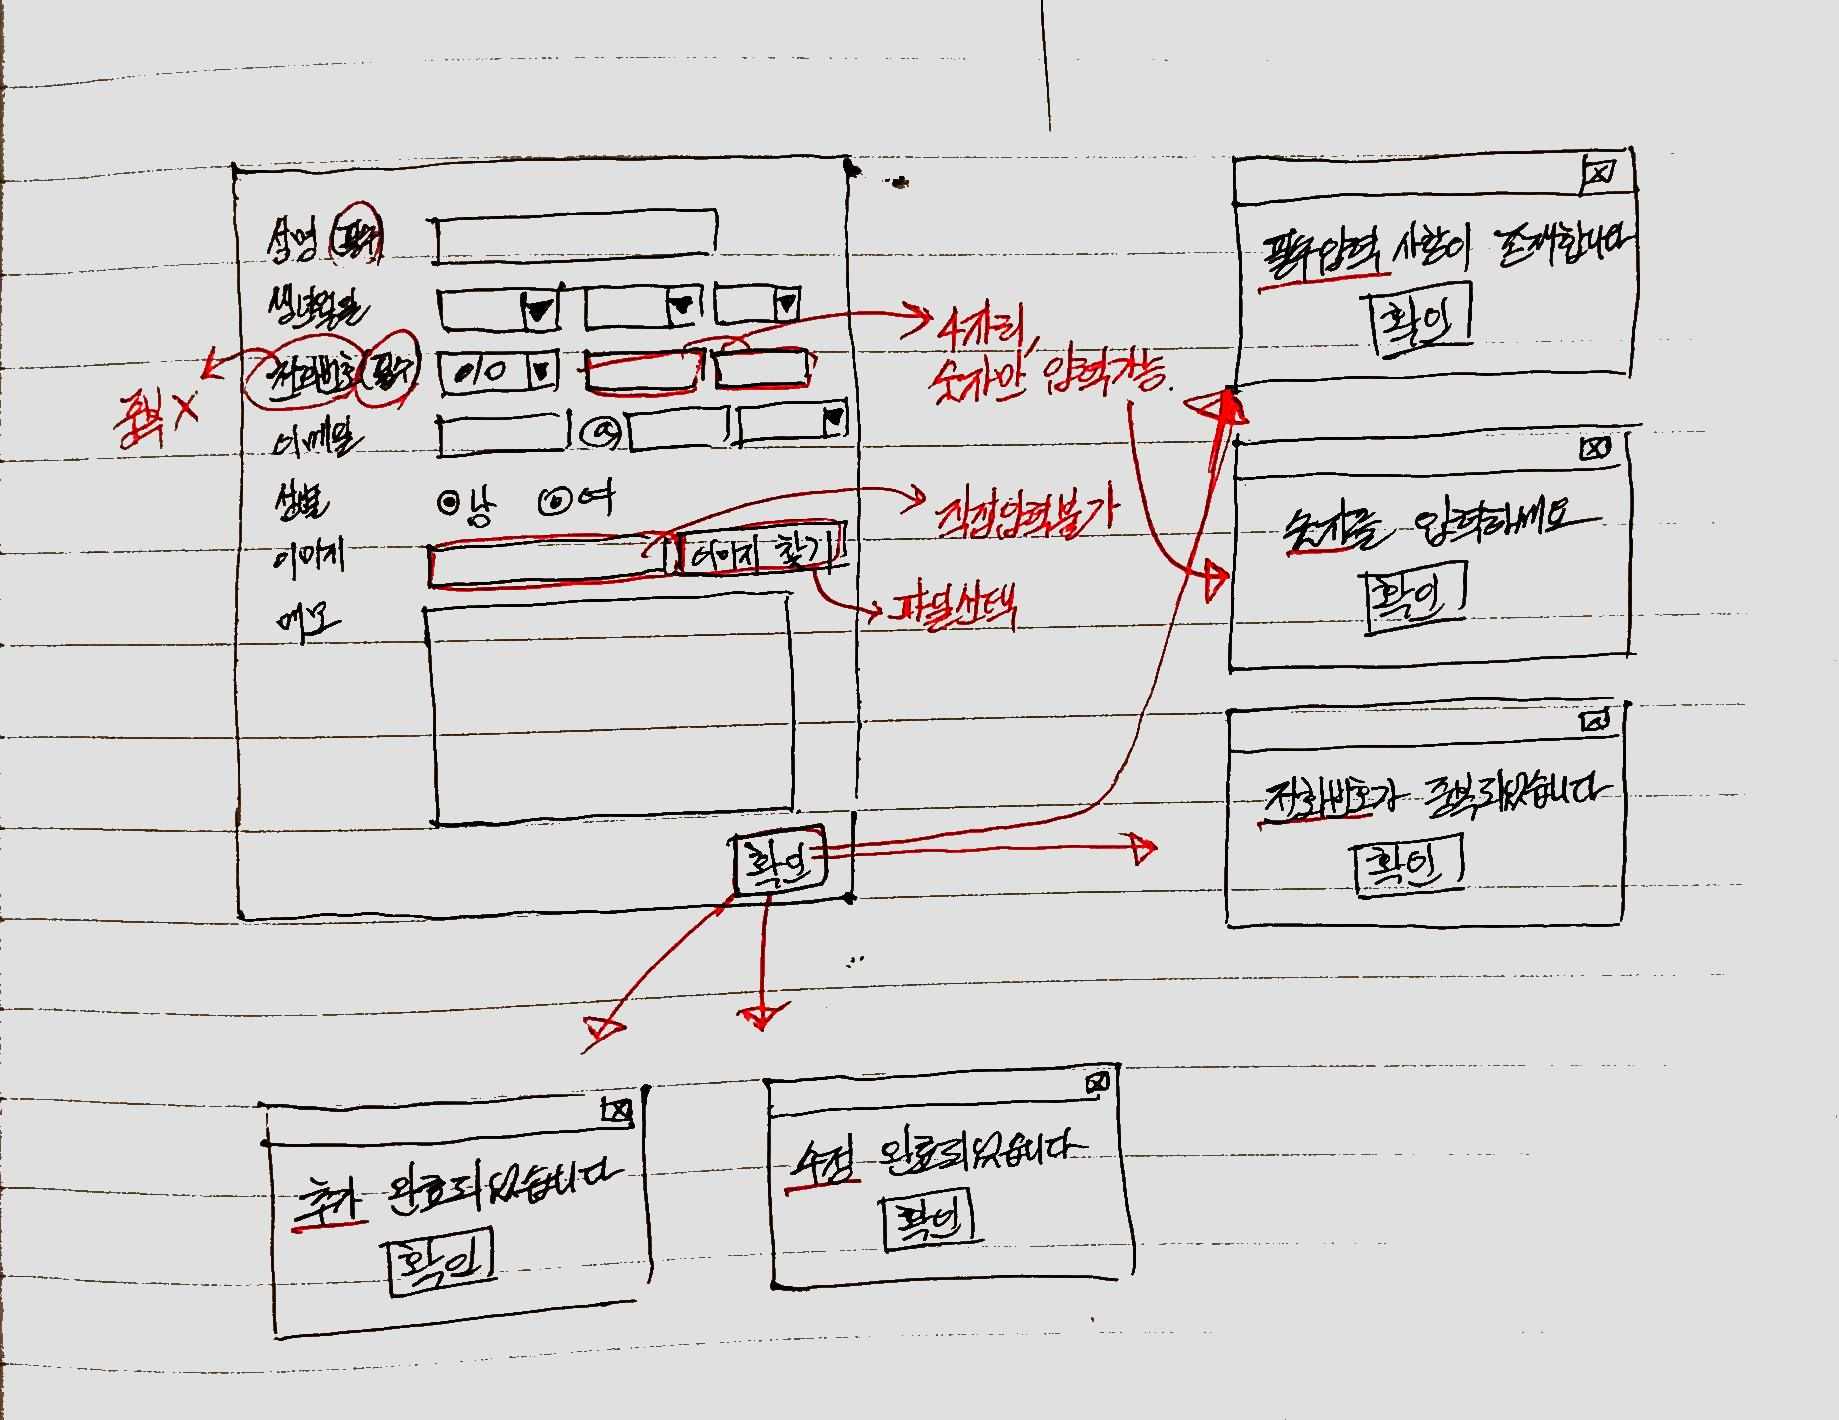 성명 필수
생년월일
전화번호 필수 010
중복 X
4자리,
숫자만 입력가능.
이메일 @
성별 남 여
직접입력불가
이미지 이미지 찾기
파일선택
메모
확인
필수입력 사항이 존재합니다
확인
숫자를 입력하세요
확인
전화번호가 중복되었습니다
확인
추가 완료되었습니다
확인
수정 완료되었습니다
확인